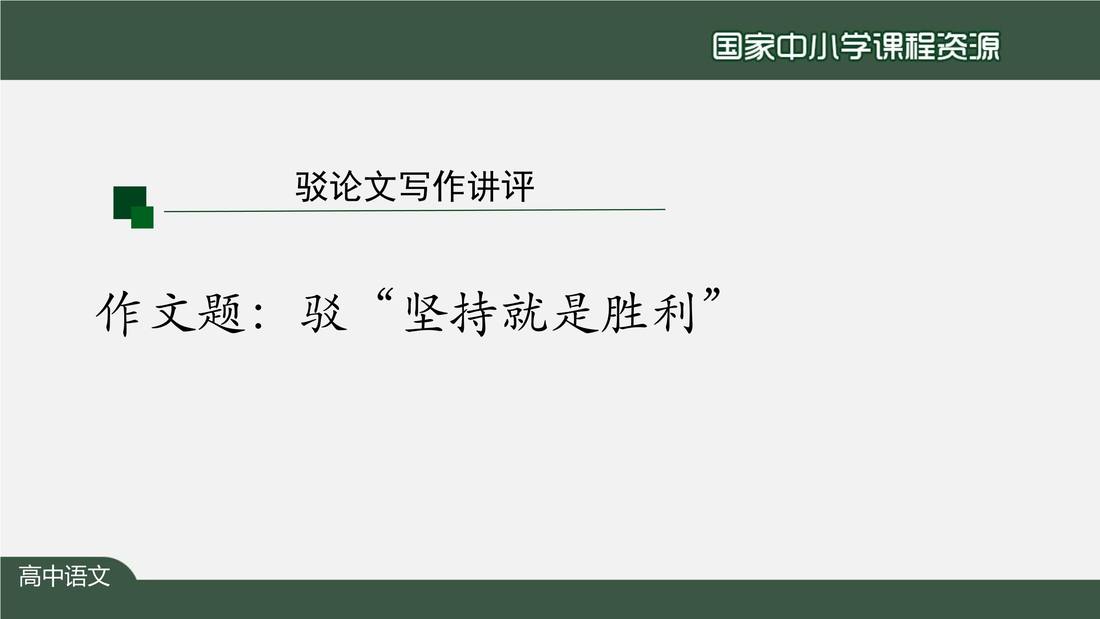 国家中小学课程资源
驳论文写作讲评
作文题：驳“坚持就是胜利”
高中语文